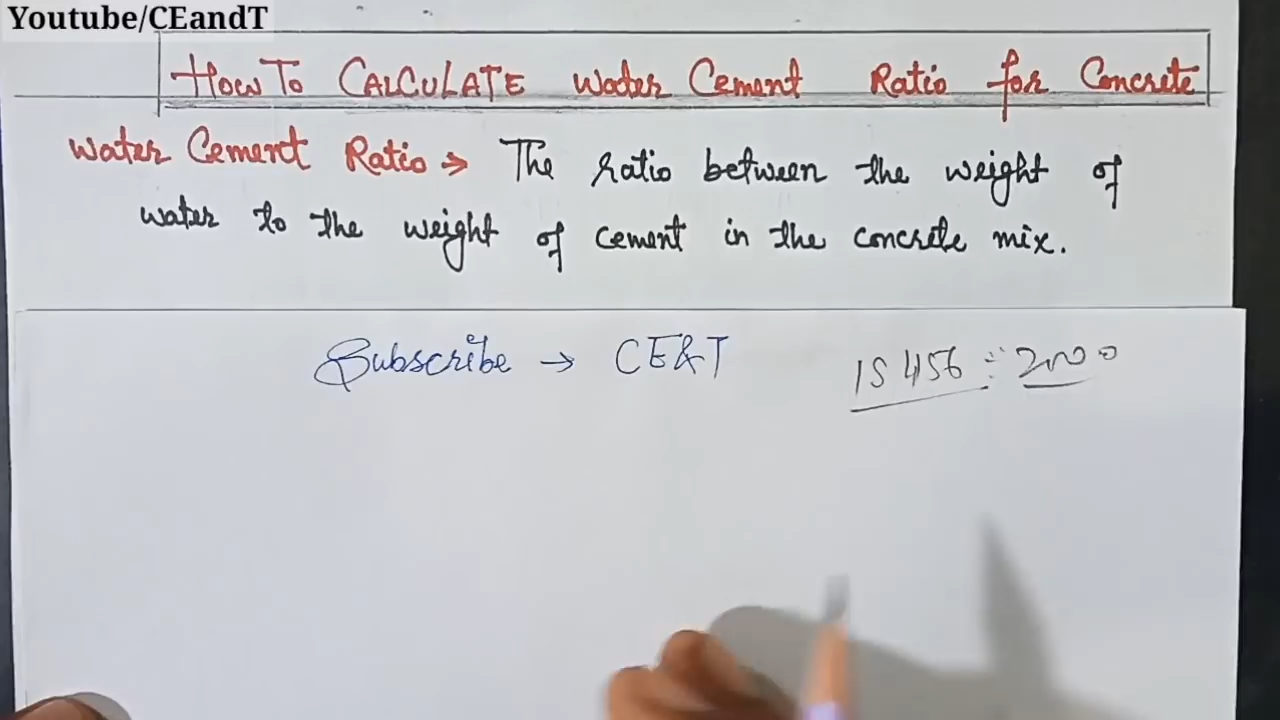 Youtube/CEandT
How To CALCULATE Water Cement Ratio for Concrete
Water Cement Ratio → The ratio between the weight of
water to the weight of cement in the concrete mix.
Subscribe → CE&T IS 456 : 2000